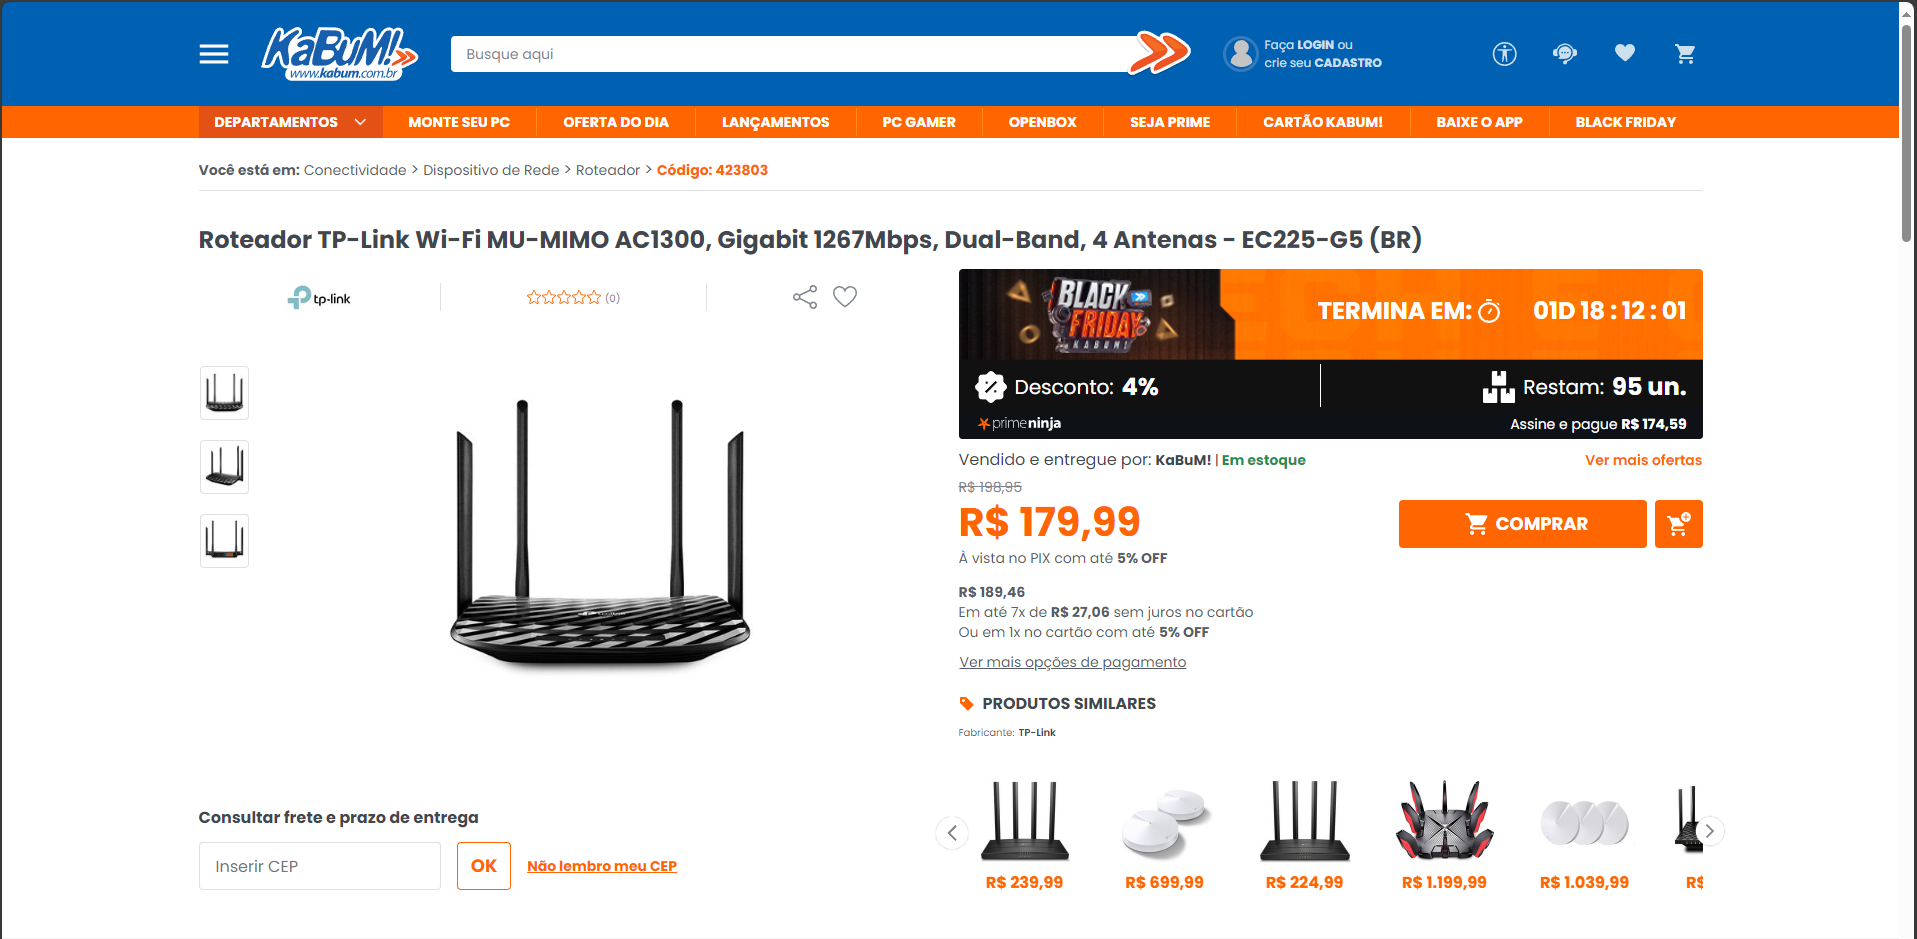 KaBuM!
www.kabum.com.br
Busque aqui
Faça LOGIN ou
crie seu CADASTRO
DEPARTAMENTOS
MONTE SEU PC
OFERTA DO DIA
LANÇAMENTOS
PC GAMER
OPENBOX
SEJA PRIME
CARTÃO KABUM!
BAIXE O APP
BLACK FRIDAY
Você está em: Conectividade > Dispositivo de Rede > Roteador > Código: 423803
Roteador TP-Link Wi-Fi MU-MIMO AC1300, Gigabit 1267Mbps, Dual-Band, 4 Antenas - EC225-G5 (BR)
tp-link
(0)
BLACK
FRIDAY
KABUM!
TERMINA EM: 01D 18 : 12 : 01
Desconto: 4%
Restam: 95 un.
primeninja
Assine e pague R$ 174,59
Vendido e entregue por: KaBuM! | Em estoque
Ver mais ofertas
R$ 198,95
R$ 179,99
COMPRAR
À vista no PIX com até 5% OFF
R$ 189,46
Em até 7x de R$ 27,06 sem juros no cartão
Ou em 1x no cartão com até 5% OFF
Ver mais opções de pagamento
PRODUTOS SIMILARES
Fabricante: TP-Link
R$ 239,99
R$ 699,99
R$ 224,99
R$ 1.199,99
R$ 1.039,99
R$
Consultar frete e prazo de entrega
Inserir CEP
OK
Não lembro meu CEP